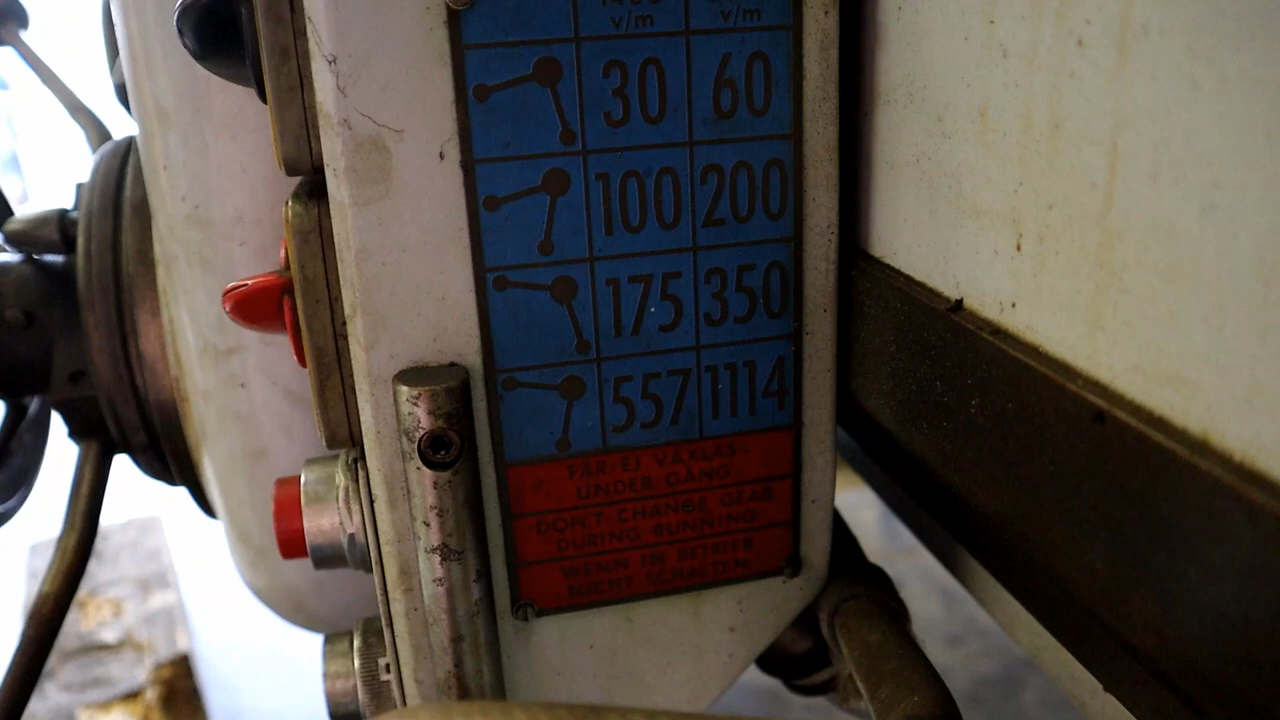 v/m v/m
30 60
100 200
175 350
557 1114
FÅR EJ VÄXLAS
UNDER GÅNG
DON'T CHANGE GEAR
DURING RUNNING
WENN IN BETRIEB
NICHT SCHALTEN